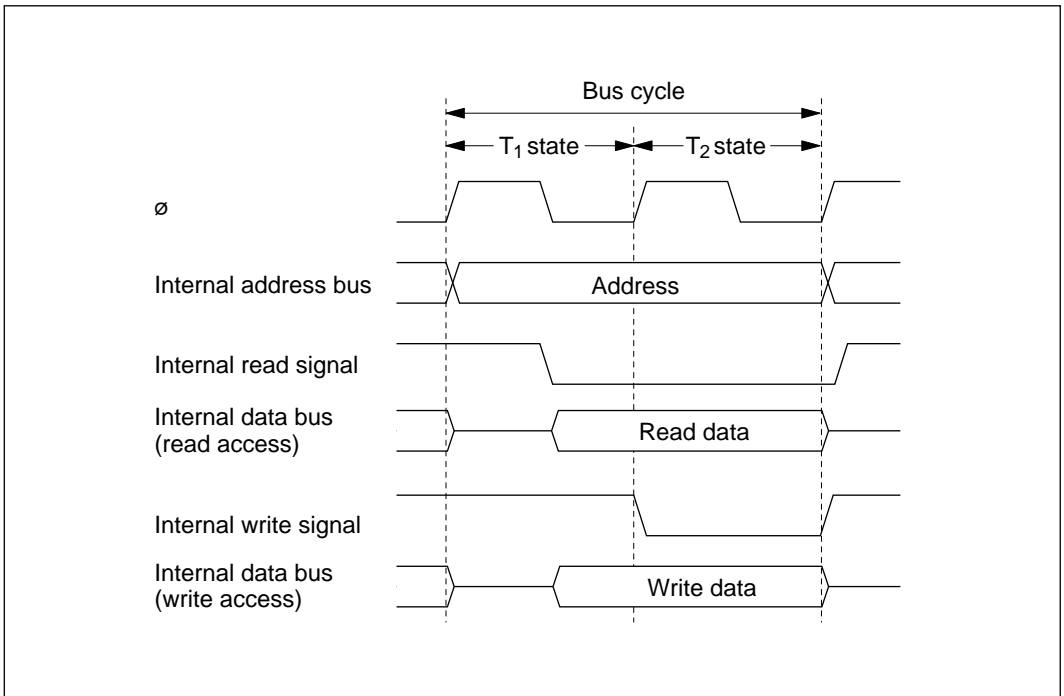 Bus cycle
T₁ state
T₂ state
ø
Internal address bus
Address
Internal read signal
Internal data bus
(read access)
Read data
Internal write signal
Internal data bus
(write access)
Write data